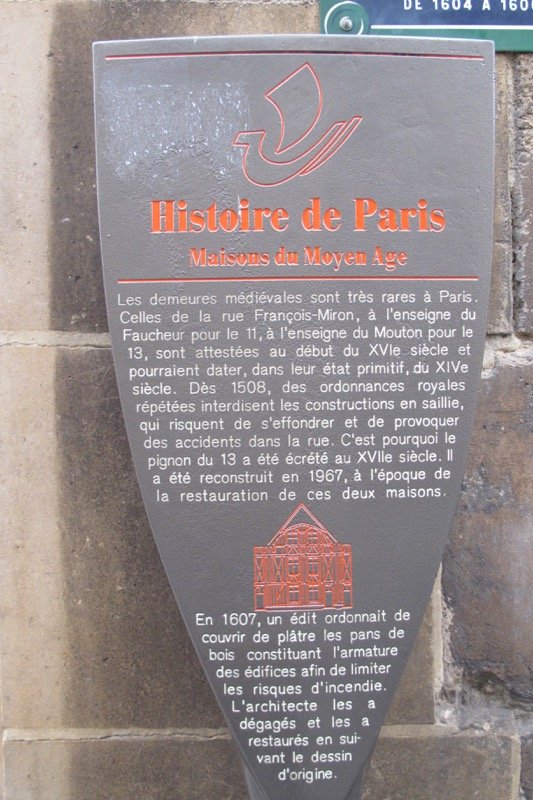 DE 1604 A 160
Histoire de Paris
Maisons du Moyen Age
Les demeures médiévales sont très rares à Paris.
Celles de la rue François-Miron, à l'enseigne du
Faucheur pour le 11, à l'enseigne du Mouton pour le
13, sont attestées au début du XVIe siècle et
pourraient dater, dans leur état primitif, du XIVe
siècle. Dès 1508, des ordonnances royales
répétées interdisent les constructions en saillie,
qui risquent de s'effondrer et de provoquer
des accidents dans la rue. C'est pourquoi le
pignon du 13 a été écrété au XVIIe siècle. Il
a été reconstruit en 1967, à l'époque de
la restauration de ces deux maisons.
En 1607, un édit ordonnait de
couvrir de plâtre les pans de
bois constituant l'armature
des édifices afin de limiter
les risques d'incendie.
L'architecte les a
dégagés et les a
restaurés en sui-
vant le dessin
d'origine.